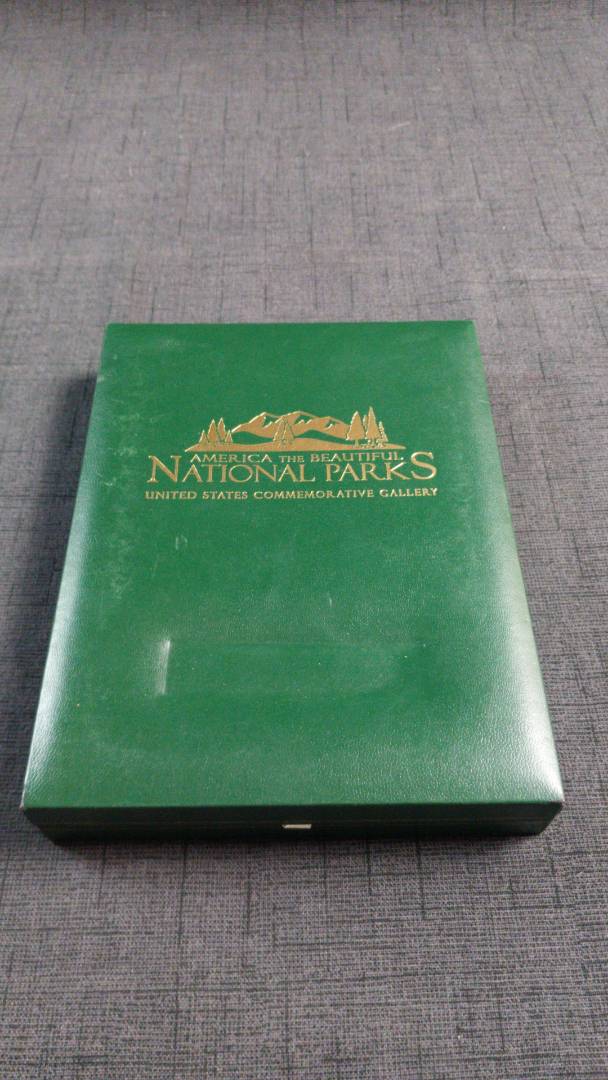 AMERICA THE BEAUTIFUL
NATIONAL PARKS
UNITED STATES COMMEMORATIVE GALLERY